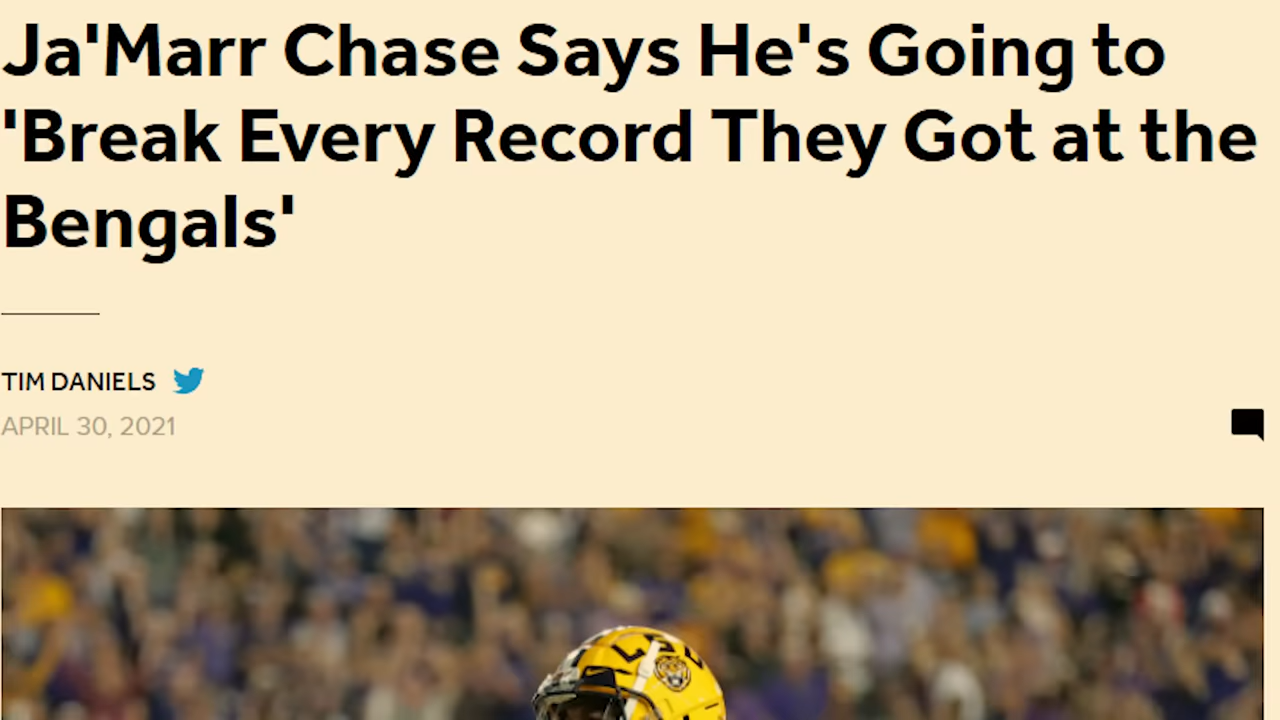 Ja'Marr Chase Says He's Going to
'Break Every Record They Got at the
Bengals'
TIM DANIELS
APRIL 30, 2021
LSU